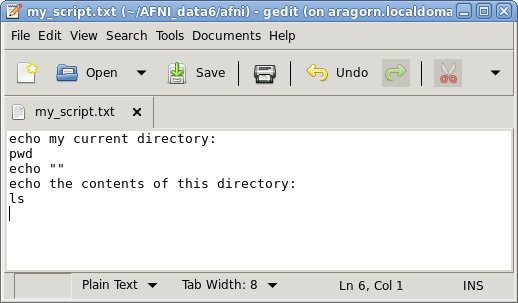 my_script.txt (~/AFNI_data6/afni) - gedit (on aragorn.localdoma
File Edit View Search Tools Documents Help
Open Save Undo
my_script.txt
echo my current directory:
pwd
echo ""
echo the contents of this directory:
ls
Plain Text Tab Width: 8 Ln 6, Col 1 INS